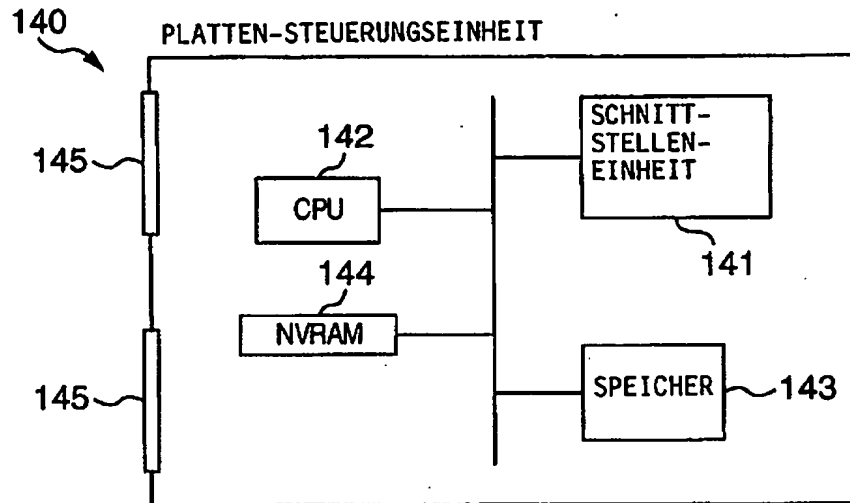 140
PLATTEN-STEUERUNGSEINHEIT
145
142
CPU
SCHNITT-
STELLEN-
EINHEIT
141
144
NVRAM
145
SPEICHER
143